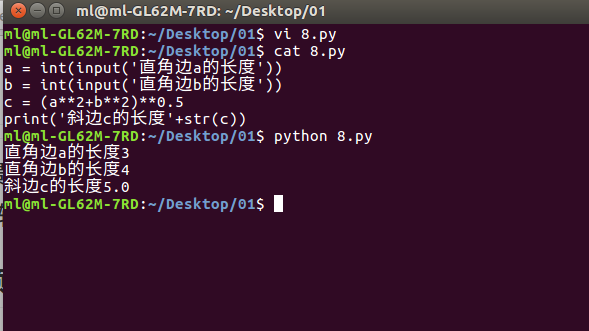 ml@ml-GL62M-7RD: ~/Desktop/01
ml@ml-GL62M-7RD:~/Desktop/01$ vi 8.py
ml@ml-GL62M-7RD:~/Desktop/01$ cat 8.py
a = int(input('直角边a的长度'))
b = int(input('直角边b的长度'))
c = (a**2+b**2)**0.5
print('斜边c的长度'+str(c))
ml@ml-GL62M-7RD:~/Desktop/01$ python 8.py
直角边a的长度3
直角边b的长度4
斜边c的长度5.0
ml@ml-GL62M-7RD:~/Desktop/01$